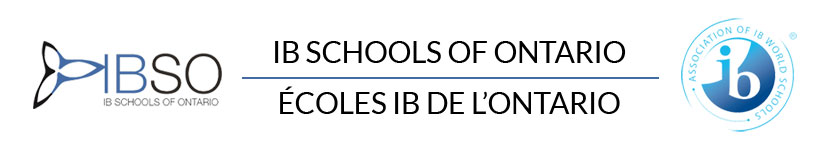 IBSO
IB SCHOOLS OF ONTARIO
IB SCHOOLS OF ONTARIO
ÉCOLES IB DE L'ONTARIO
ASSOCIATION OF IB WORLD SCHOOLS
ib
®